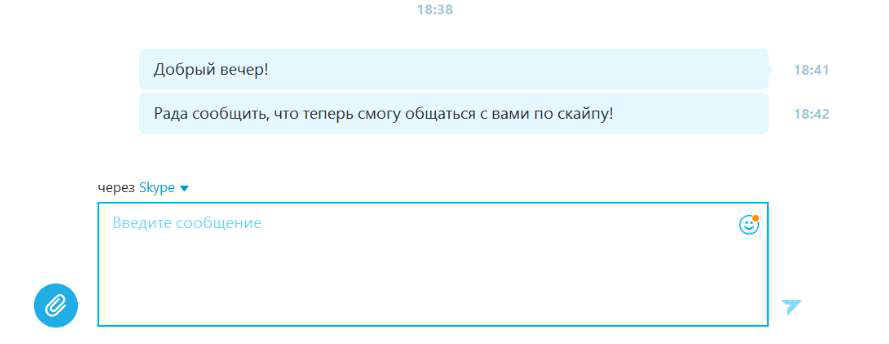 18:38
Добрый вечер!
18:41
Рада сообщить, что теперь смогу общаться с вами по скайпу!
18:42
через Skype
Введите сообщение